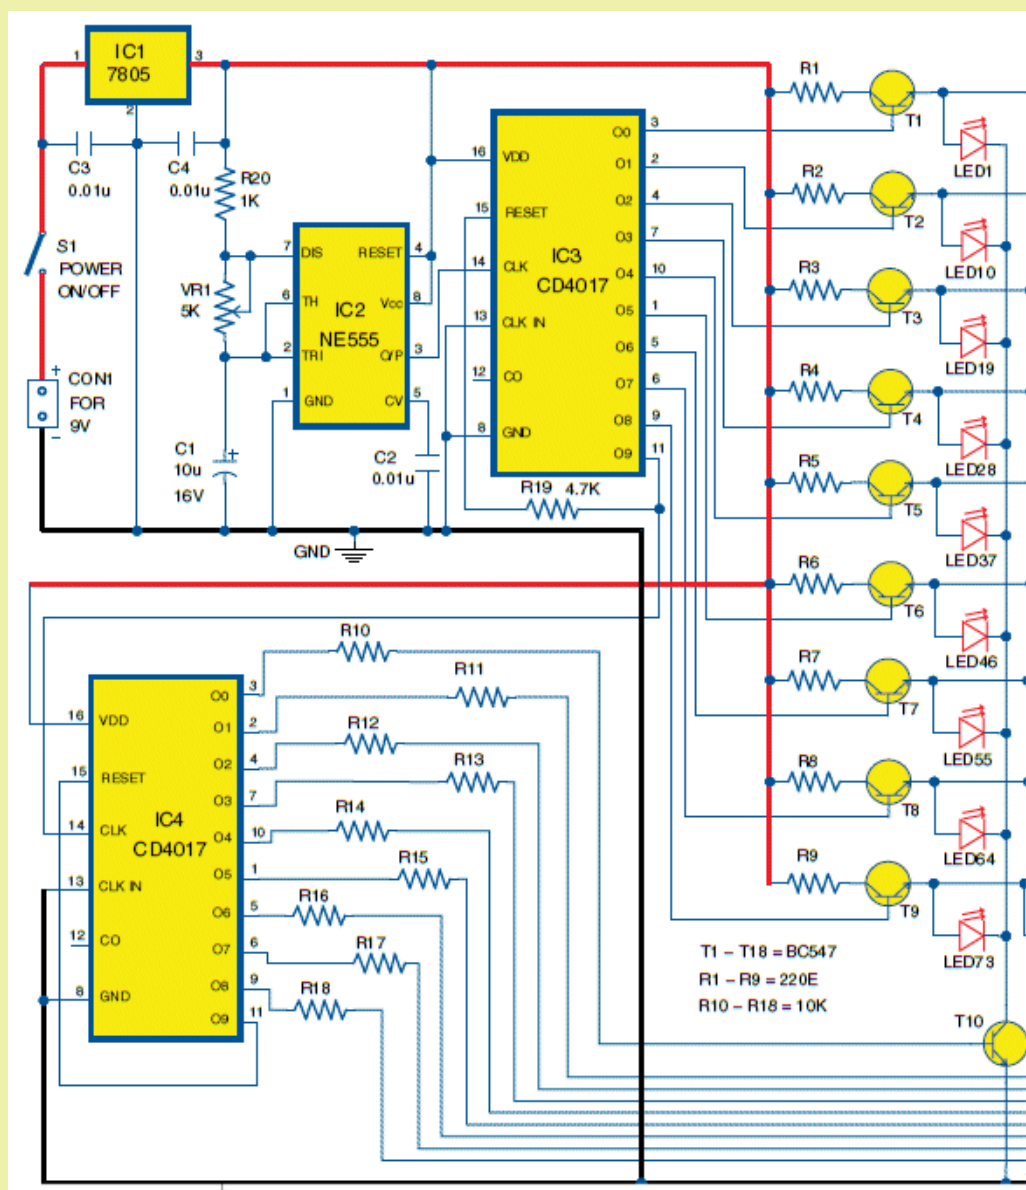 IC1
7805
1
3
2
C3
0.01u
C4
0.01u
R20
1K
S1
POWER
ON/OFF
VR1
5K
CON1
FOR
9V
+
−
C1
10u
16V
+
7
DIS
RESET
4
6
TH
Vcc
8
IC2
NE555
2
TRI
O/P
3
1
GND
CV
5
C2
0.01u
GND
16
VDD
15
RESET
14
CLK
13
CLK IN
12
CO
8
GND
IC3
CD4017
O0
3
O1
2
O2
4
O3
7
O4
10
O5
1
O6
5
O7
6
O8
9
O9
11
R19 4.7K
R1
T1
LED1
R2
T2
LED10
R3
T3
LED19
R4
T4
LED28
R5
T5
LED37
R6
T6
LED46
R7
T7
LED55
R8
T8
LED64
R9
T9
LED73
16
VDD
15
RESET
14
CLK
13
CLK IN
12
CO
8
GND
IC4
CD4017
O0
3
O1
2
O2
4
O3
7
O4
10
O5
1
O6
5
O7
6
O8
9
O9
11
R10
R11
R12
R13
R14
R15
R16
R17
R18
T1 – T18 = BC547
R1 – R9 = 220E
R10 – R18 = 10K
T10